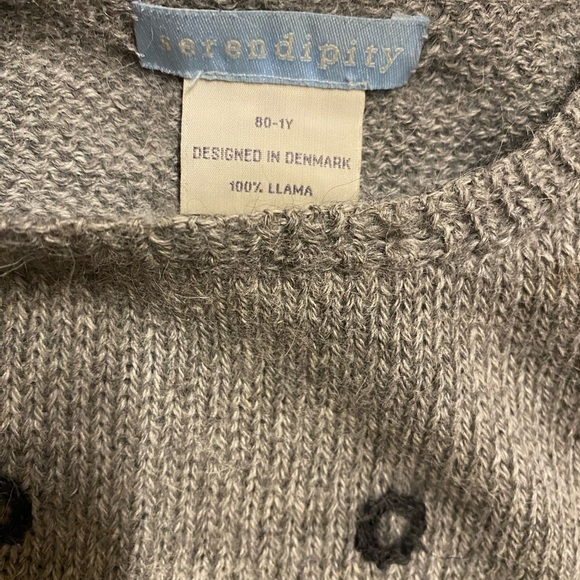 serendipity
80-1Y
DESIGNED IN DENMARK
100% LLAMA